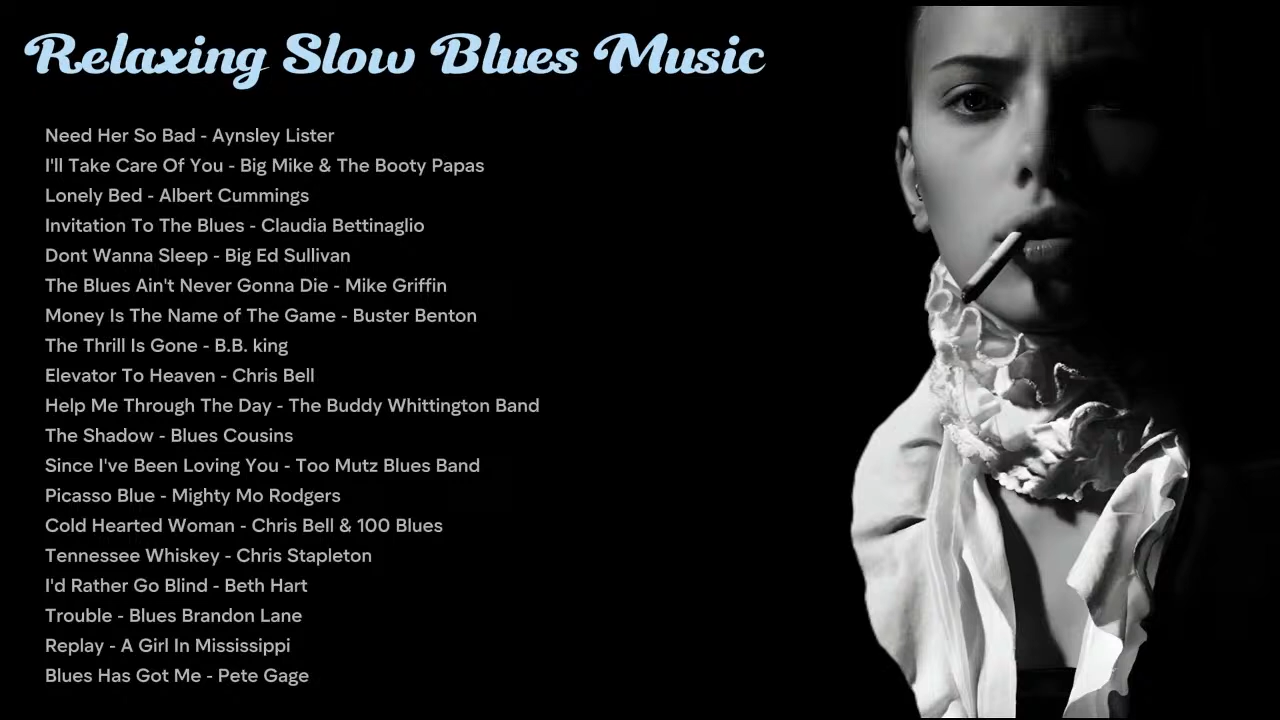 Relaxing Slow Blues Music
Need Her So Bad - Aynsley Lister
I'll Take Care Of You - Big Mike & The Booty Papas
Lonely Bed - Albert Cummings
Invitation To The Blues - Claudia Bettinaglio
Dont Wanna Sleep - Big Ed Sullivan
The Blues Ain't Never Gonna Die - Mike Griffin
Money Is The Name of The Game - Buster Benton
The Thrill Is Gone - B.B. king
Elevator To Heaven - Chris Bell
Help Me Through The Day - The Buddy Whittington Band
The Shadow - Blues Cousins
Since I've Been Loving You - Too Mutz Blues Band
Picasso Blue - Mighty Mo Rodgers
Cold Hearted Woman - Chris Bell & 100 Blues
Tennessee Whiskey - Chris Stapleton
I'd Rather Go Blind - Beth Hart
Trouble - Blues Brandon Lane
Replay - A Girl In Mississippi
Blues Has Got Me - Pete Gage